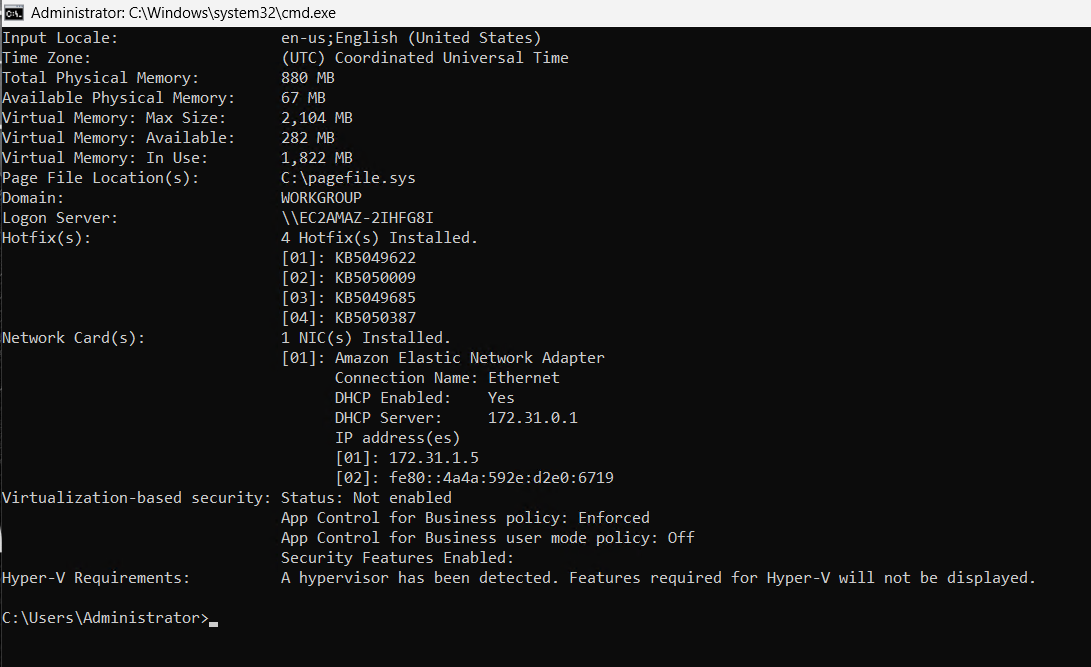 Administrator: C:\Windows\system32\cmd.exe
Input Locale: en-us;English (United States)
Time Zone: (UTC) Coordinated Universal Time
Total Physical Memory: 880 MB
Available Physical Memory: 67 MB
Virtual Memory: Max Size: 2,104 MB
Virtual Memory: Available: 282 MB
Virtual Memory: In Use: 1,822 MB
Page File Location(s): C:\pagefile.sys
Domain: WORKGROUP
Logon Server: \\EC2AMAZ-2IHFG8I
Hotfix(s): 4 Hotfix(s) Installed.
[01]: KB5049622
[02]: KB5050009
[03]: KB5049685
[04]: KB5050387
Network Card(s): 1 NIC(s) Installed.
[01]: Amazon Elastic Network Adapter
Connection Name: Ethernet
DHCP Enabled: Yes
DHCP Server: 172.31.0.1
IP address(es)
[01]: 172.31.1.5
[02]: fe80::4a4a:592e:d2e0:6719
Virtualization-based security: Status: Not enabled
App Control for Business policy: Enforced
App Control for Business user mode policy: Off
Security Features Enabled:
Hyper-V Requirements: A hypervisor has been detected. Features required for Hyper-V will not be displayed.
C:\Users\Administrator>